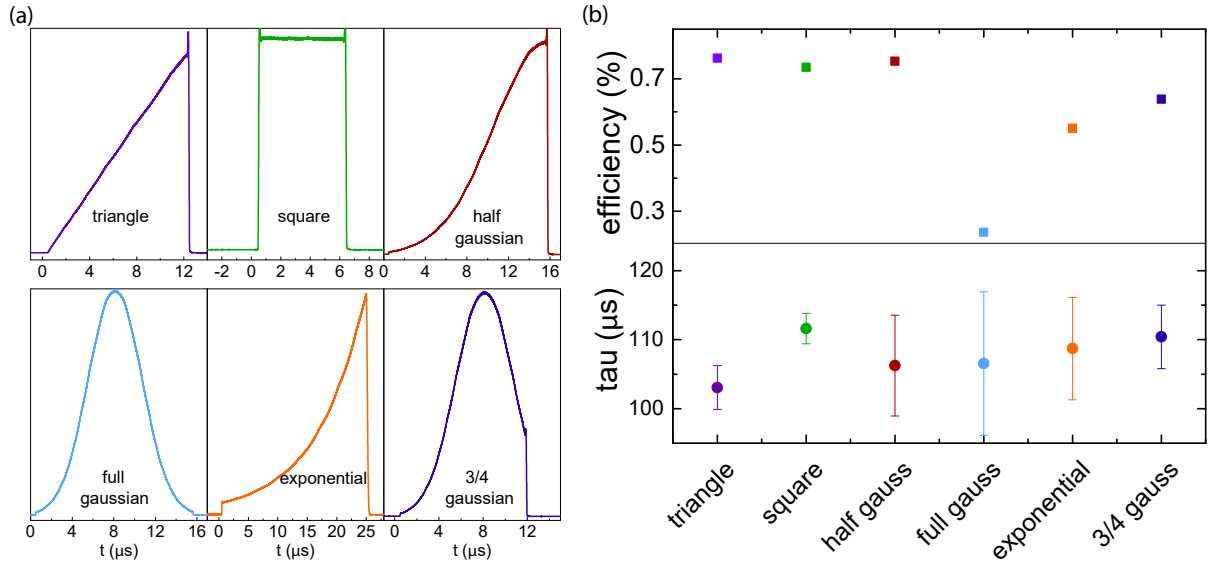 (a)
triangle
square
half
gaussian
0 4 8 12
-2 0 2 4 6 8
0 4 8 12 16
full
gaussian
exponential
3/4
gaussian
0 4 8 12 16
0 5 10 15 20 25
0 4 8 12
t (µs)
t (µs)
t (µs)
(b)
efficiency (%)
0.7
0.5
0.3
tau (µs)
120
110
100
triangle
square
half gauss
full gauss
exponential
3/4 gauss